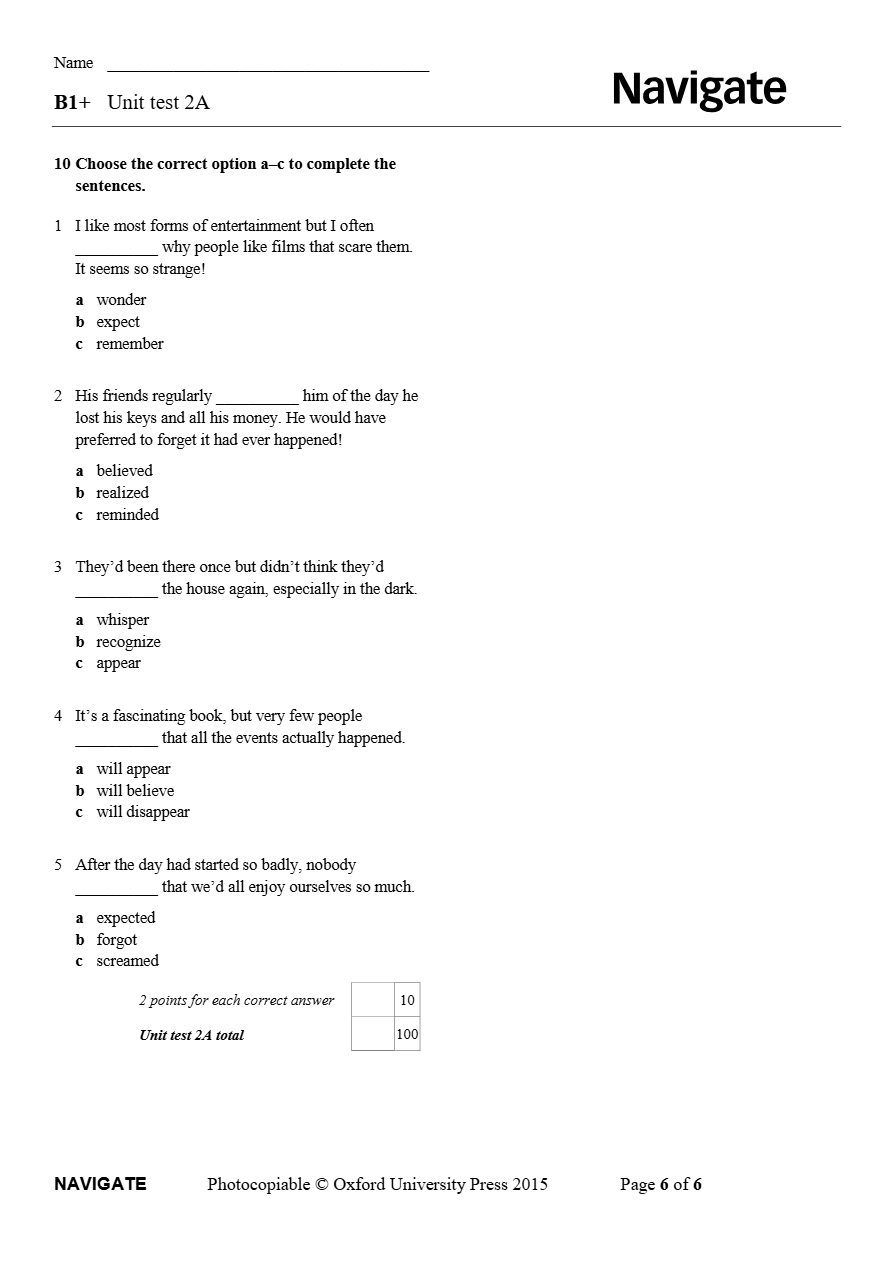 Name ______________________________________
Navigate
B1+ Unit test 2A
10 Choose the correct option a–c to complete the
sentences.
1 I like most forms of entertainment but I often
__________ why people like films that scare them.
It seems so strange!
a wonder
b expect
c remember
2 His friends regularly __________ him of the day he
lost his keys and all his money. He would have
preferred to forget it had ever happened!
a believed
b realized
c reminded
3 They’d been there once but didn’t think they’d
__________ the house again, especially in the dark.
a whisper
b recognize
c appear
4 It’s a fascinating book, but very few people
__________ that all the events actually happened.
a will appear
b will believe
c will disappear
5 After the day had started so badly, nobody
__________ that we’d all enjoy ourselves so much.
a expected
b forgot
c screamed
2 points for each correct answer 10
Unit test 2A total 100
NAVIGATE Photocopiable © Oxford University Press 2015 Page 6 of 6